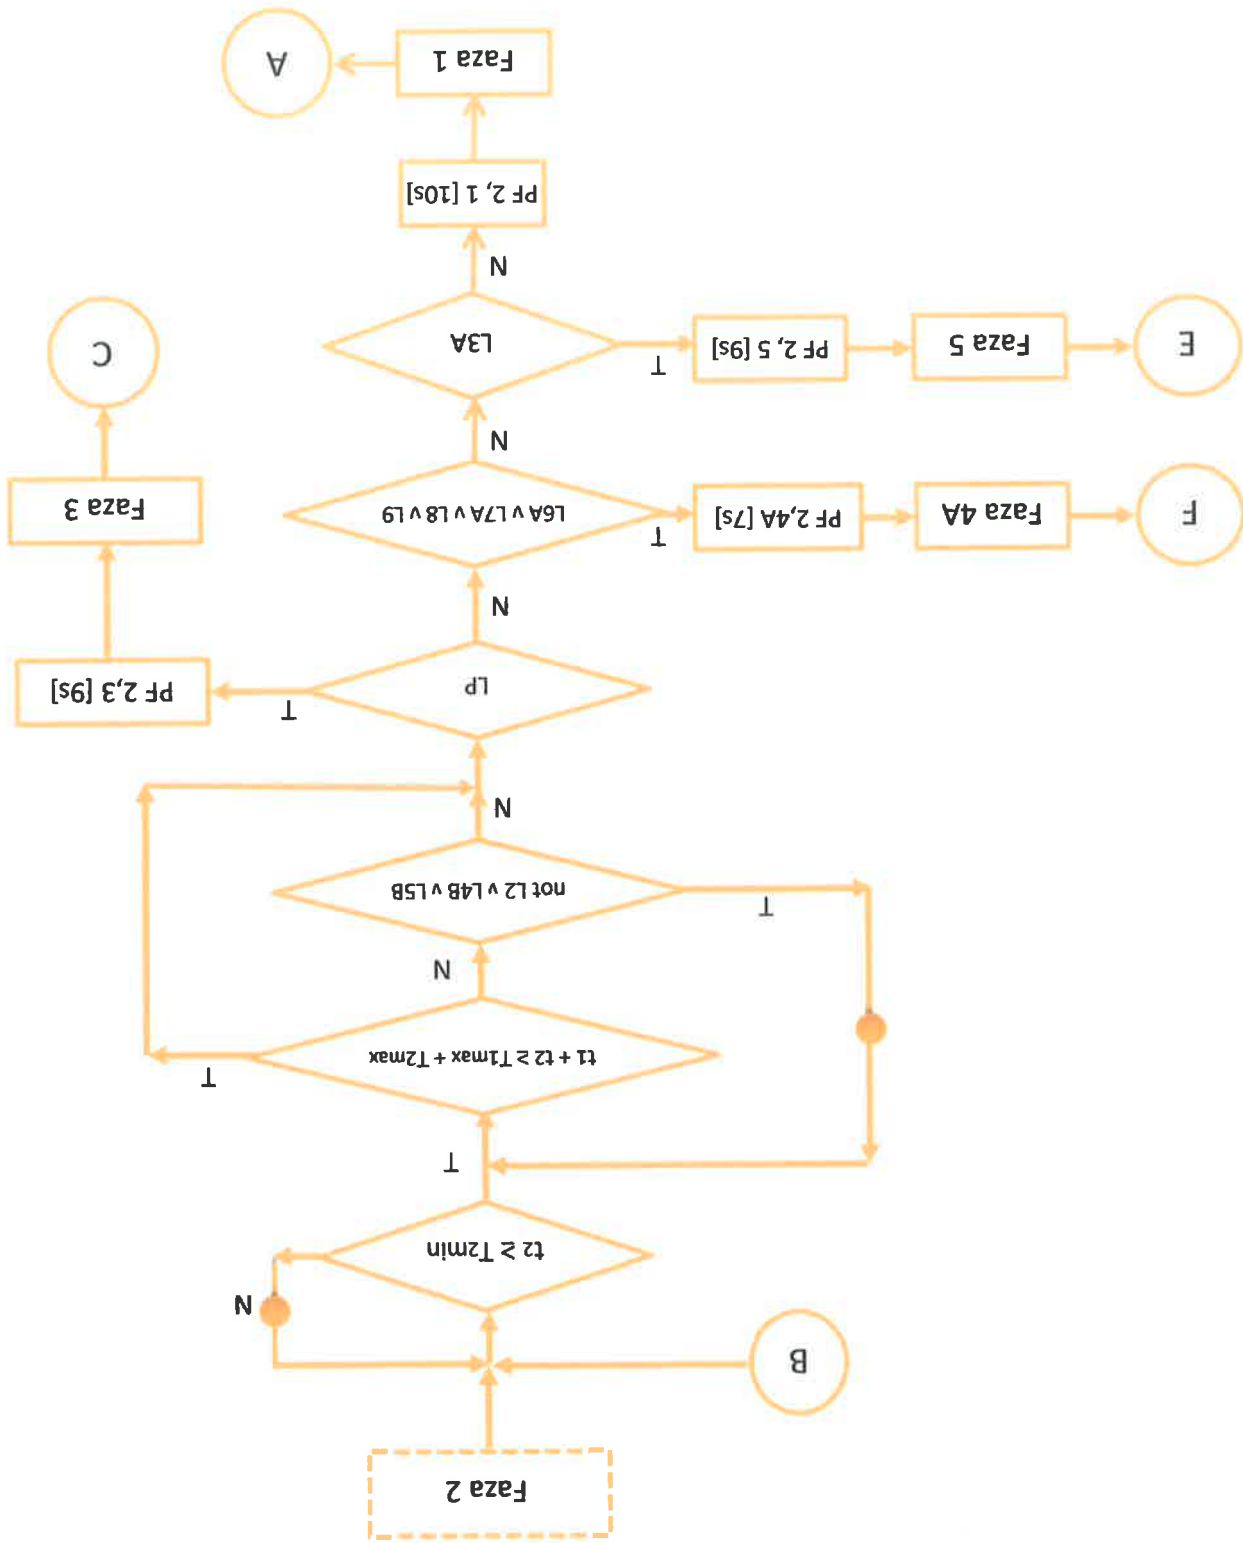 Faza 2
B
N
t2 ≥ T2min
T
t1 + t2 ≥ T1max + T2max
T
N
not L2 v L4B v L5B
T
N
LP
T
PF 2,3 [9s]
Faza 3
C
N
L6A v L7A v L8 v L9
T
PF 2,4A [7s]
Faza 4A
F
N
L3A
T
PF 2, 5 [9s]
Faza 5
E
N
PF 2, 1 [10s]
Faza 1
A